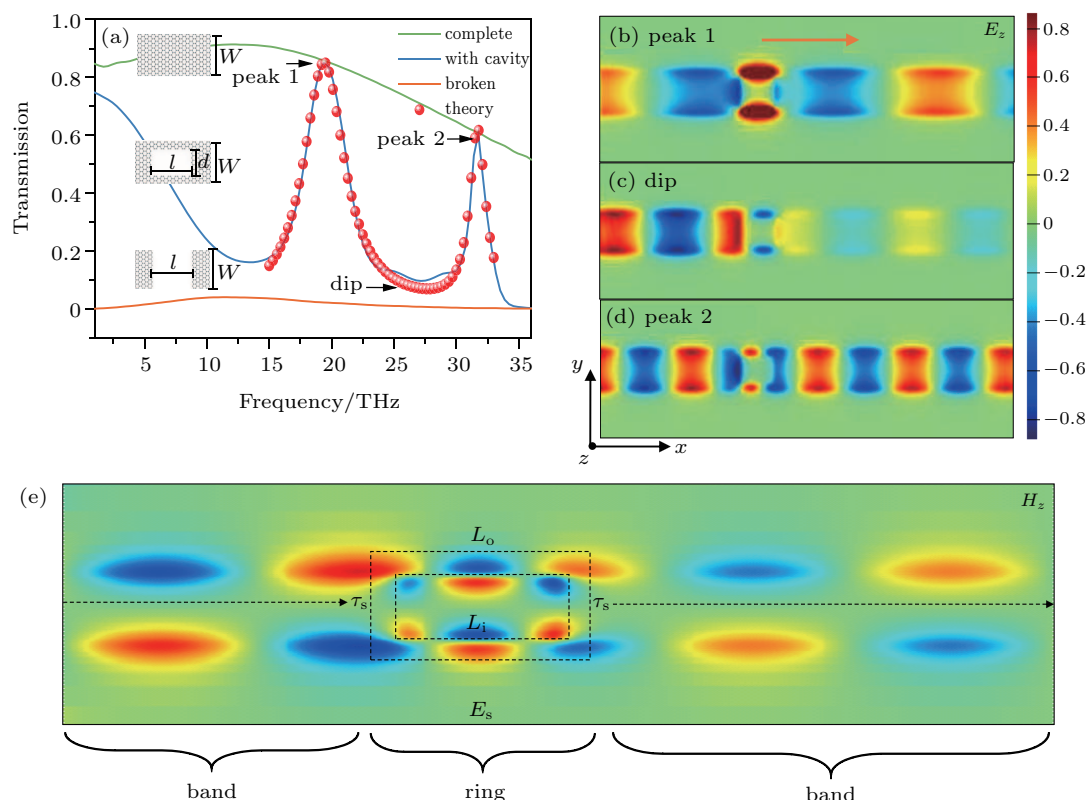 (a)
1.0
0.8
0.6
0.4
0.2
0
5
10
15
20
25
30
35
Transmission
Frequency/THz
complete
with cavity
broken
theory
W
peak 1
peak 2
l
d
W
l
W
dip
(b) peak 1
E_z
(c) dip
(d) peak 2
y
z
x
0.8
0.6
0.4
0.2
0
−0.2
−0.4
−0.6
−0.8
(e)
H_z
L_o
τ_s
τ_s
L_i
E_s
band
ring
band